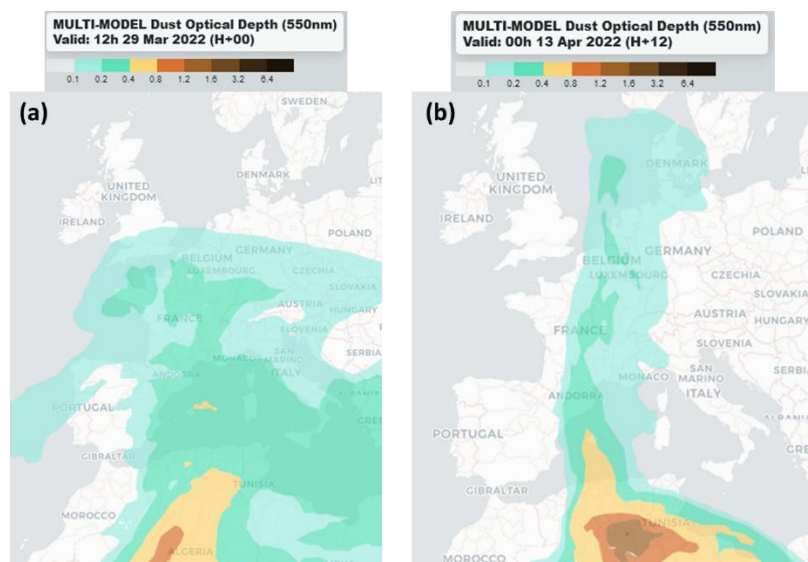 MULTI-MODEL Dust Optical Depth (550nm)
Valid: 12h 29 Mar 2022 (H+00)
0.1 0.2 0.4 0.8 1.2 1.6 3.2 6.4
(a)
SWEDEN
DENMARK
UNITED
KINGDOM
IRELAND
POLAND
BELGIUM
GERMANY
LUXEMBOURG
CZECHIA
SLOVAKIA
AUSTRIA
HUNGARY
FRANCE
SLOVENIA
MONACO
SAN
MARINO
SERBIA
ANDORRA
ITALY
PORTUGAL
GIBRALTAR
TUNISIA
MOROCCO
ALGERIA
MULTI-MODEL Dust Optical Depth (550nm)
Valid: 00h 13 Apr 2022 (H+12)
0.1 0.2 0.4 0.8 1.2 1.6 3.2 6.4
(b)
DENMARK
UNITED
KINGDOM
IRELAND
POLAND
GERMANY
BELGIUM
LUXEMBOURG
CZECHIA
SLOVAKIA
AUSTRIA
HUNGARY
FRANCE
SLOVENIA
SERBIA
MONACO
SAN
MARINO
ANDORRA
ITALY
PORTUGAL
GIBRALTAR
TUNISIA
MOROCCO